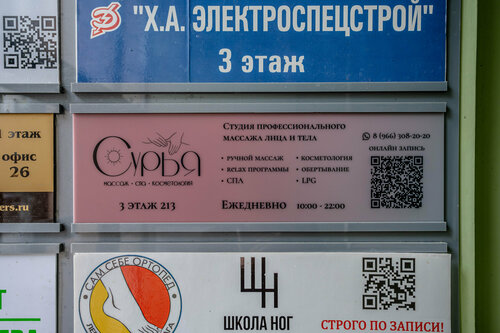 "Х.А. ЭЛЕКТРОСПЕЦСТРОЙ"
3 этаж
этаж
офис
26
ers.ru
Сурья
МАССАЖ • СПА • КОСМЕТОЛОГИЯ
3 ЭТАЖ 213
СТУДИЯ ПРОФЕССИОНАЛЬНОГО
МАССАЖА ЛИЦА И ТЕЛА
• РУЧНОЙ МАССАЖ
• RELAX ПРОГРАММЫ
• СПА
• КОСМЕТОЛОГИЯ
• ОБЕРТЫВАНИЕ
• LPG
ЕЖЕДНЕВНО 10:00 - 22:00
8 (966) 308-20-20
ОНЛАЙН ЗАПИСЬ
САМ СЕБЕ ОРТОПЕД
ШН
ШКОЛА НОГ
СТРОГО ПО ЗАПИСИ!